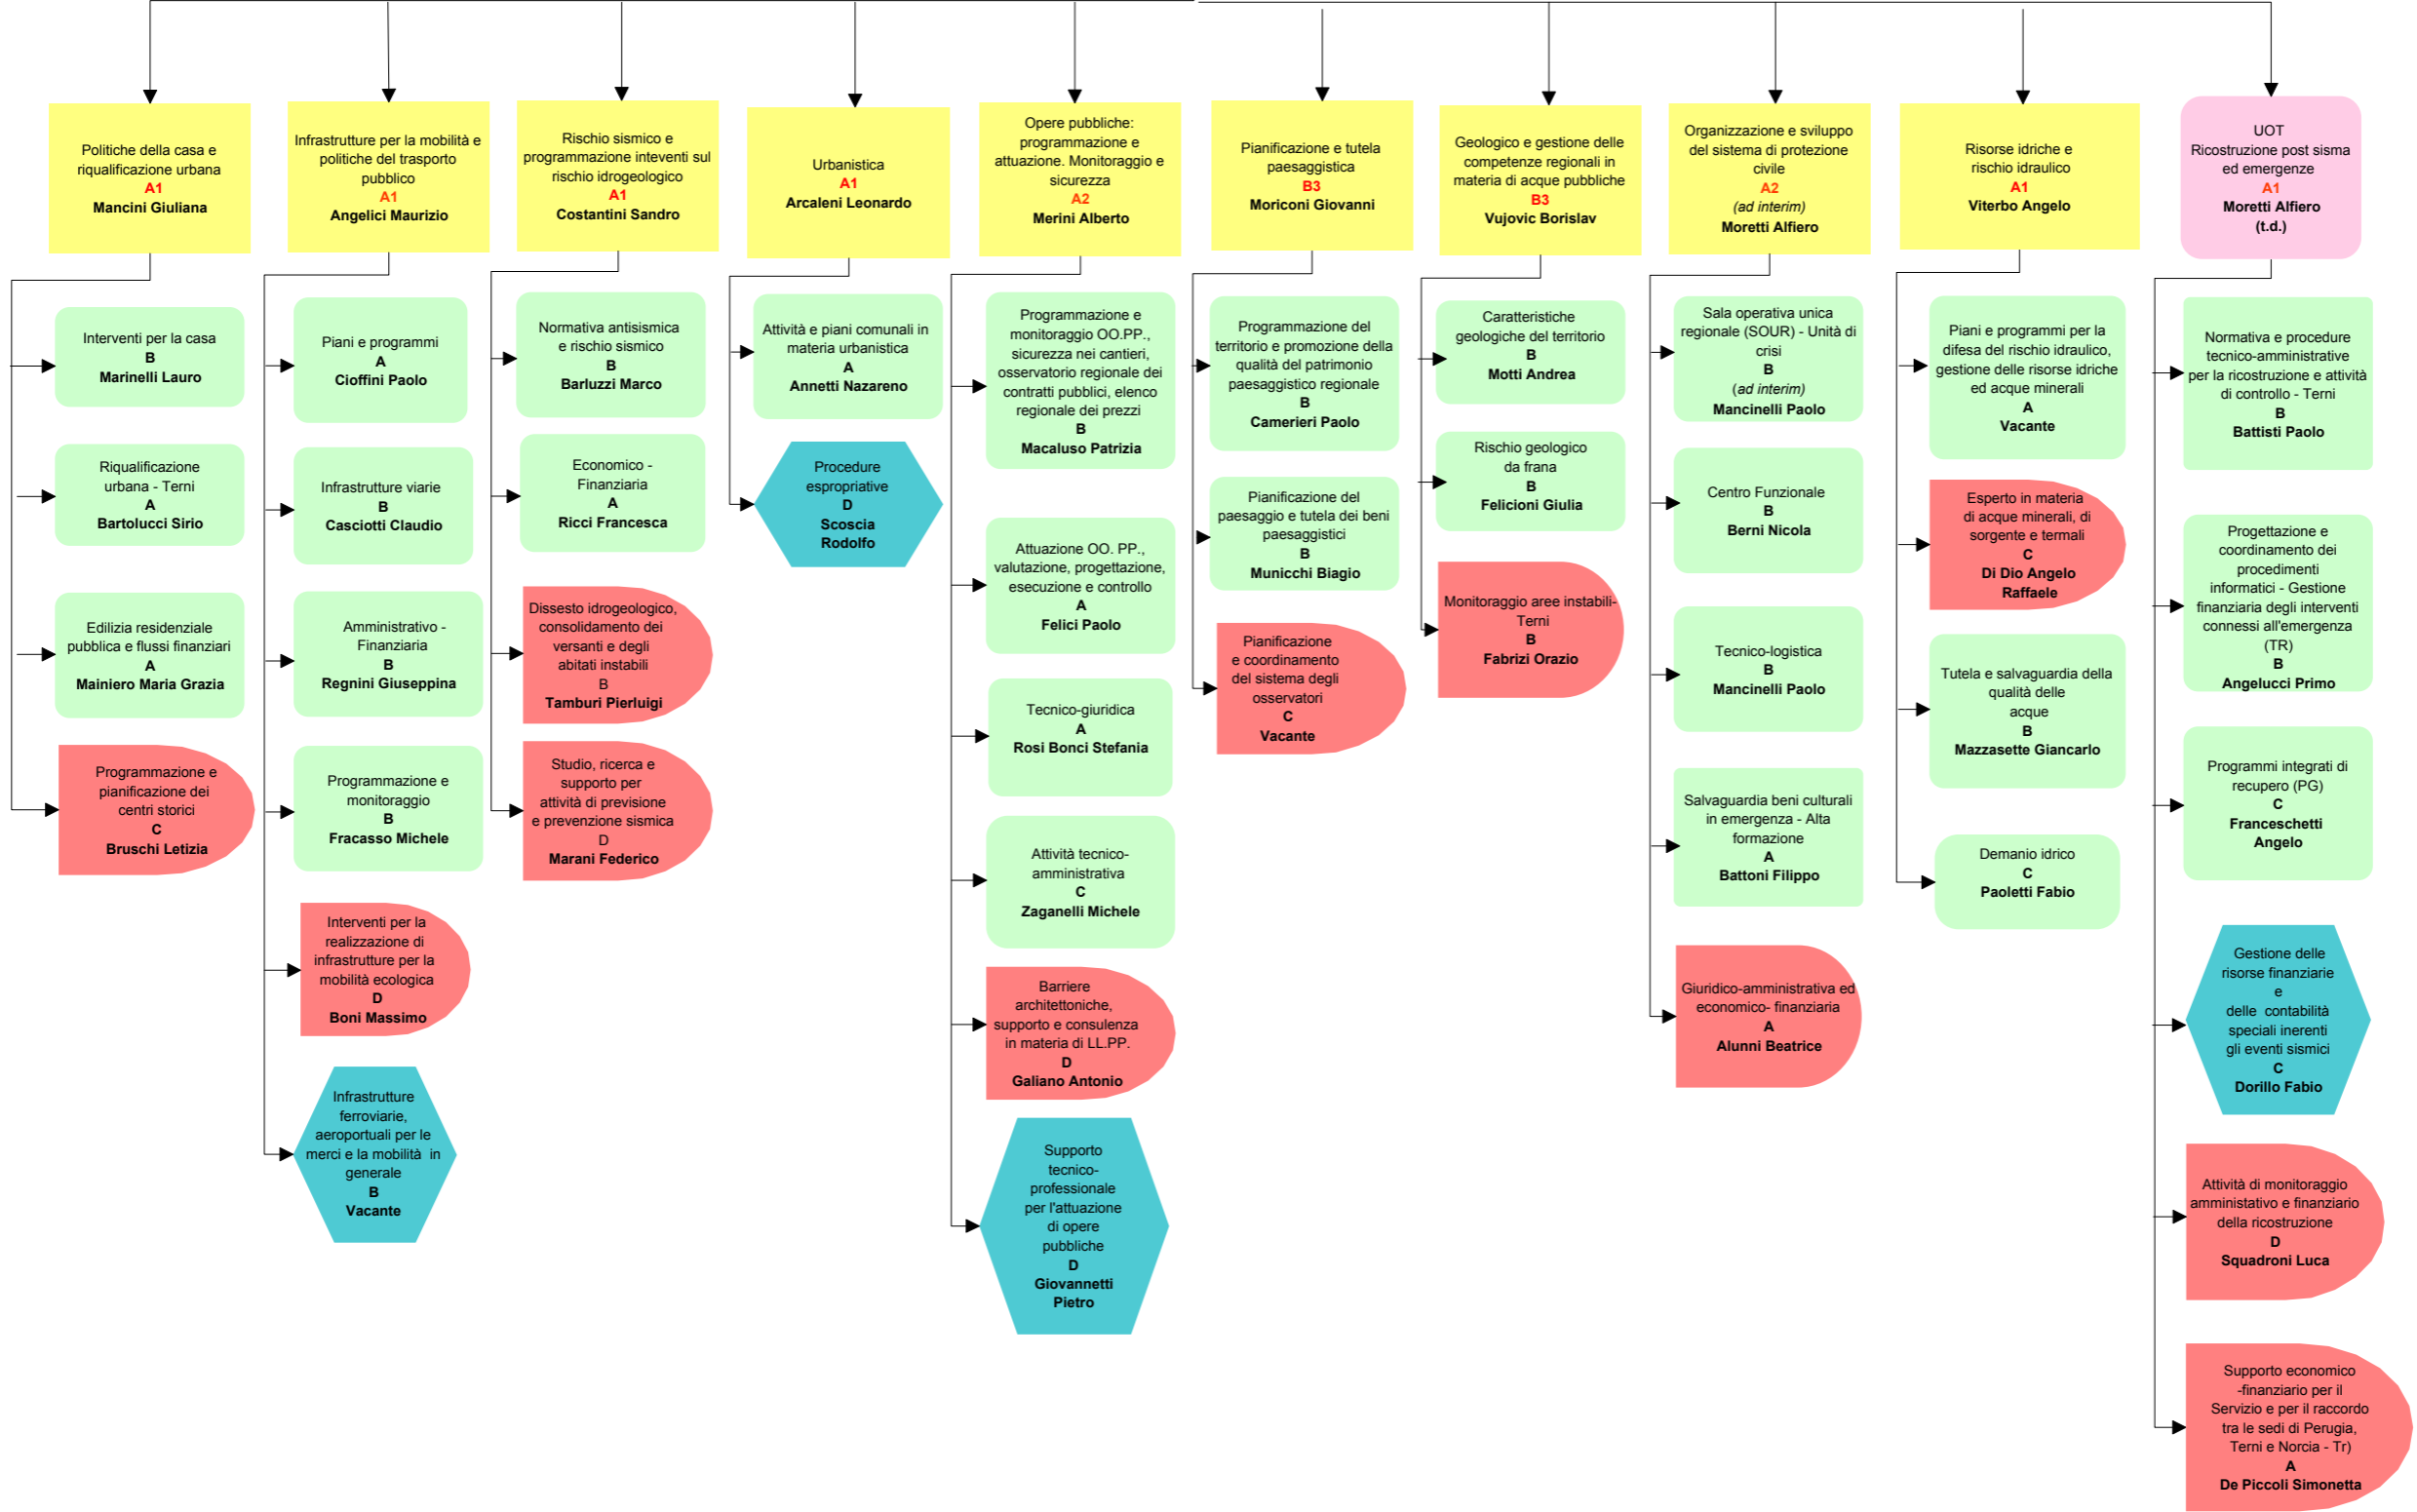 Politiche della casa e
riqualificazione urbana
A1
Mancini Giuliana
Interventi per la casa
B
Marinelli Lauro
Riqualificazione
urbana - Terni
A
Bartolucci Sirio
Edilizia residenziale
pubblica e flussi finanziari
A
Mainiero Maria Grazia
Programmazione e
pianificazione dei
centri storici
C
Bruschi Letizia
Infrastrutture per la mobilità e
politiche del trasporto
pubblico
A1
Angelici Maurizio
Piani e programmi
A
Cioffini Paolo
Infrastrutture viarie
B
Casciotti Claudio
Amministrativo -
Finanziaria
B
Regnini Giuseppina
Programmazione e
monitoraggio
B
Fracasso Michele
Interventi per la
realizzazione di
infrastrutture per la
mobilità ecologica
D
Boni Massimo
Infrastrutture
ferroviarie,
aeroportuali per le
merci e la mobilità in
generale
B
Vacante
Rischio sismico e
programmazione inteventi sul
rischio idrogeologico
A1
Costantini Sandro
Normativa antisismica
e rischio sismico
B
Barluzzi Marco
Economico -
Finanziaria
A
Ricci Francesca
Dissesto idrogeologico,
consolidamento dei
versanti e degli
abitati instabili
B
Tamburi Pierluigi
Studio, ricerca e
supporto per
attività di previsione
e prevenzione sismica
D
Marani Federico
Urbanistica
A1
Arcaleni Leonardo
Attività e piani comunali in
materia urbanistica
A
Annetti Nazareno
Procedure
espropriative
D
Scoscia
Rodolfo
Opere pubbliche:
programmazione e
attuazione. Monitoraggio e
sicurezza
A2
Merini Alberto
Programmazione e
monitoraggio OO.PP.,
sicurezza nei cantieri,
osservatorio regionale dei
contratti pubblici, elenco
regionale dei prezzi
B
Macaluso Patrizia
Attuazione OO. PP.,
valutazione, progettazione,
esecuzione e controllo
A
Felici Paolo
Tecnico-giuridica
A
Rosi Bonci Stefania
Attività tecnico-
amministrativa
C
Zaganelli Michele
Barriere
architettoniche,
supporto e consulenza
in materia di LL.PP.
D
Galiano Antonio
Supporto
tecnico-
professionale
per l'attuazione
di opere
pubbliche
D
Giovannetti
Pietro
Pianificazione e tutela
paesaggistica
B3
Moriconi Giovanni
Programmazione del
territorio e promozione della
qualità del patrimonio
paesaggistico regionale
B
Camerieri Paolo
Pianificazione del
paesaggio e tutela dei beni
paesaggistici
B
Municchi Biagio
Pianificazione
e coordinamento
del sistema degli
osservatori
C
Vacante
Geologico e gestione delle
competenze regionali in
materia di acque pubbliche
B3
Vujovic Borislav
Caratteristiche
geologiche del territorio
B
Motti Andrea
Rischio geologico
da frana
B
Felicioni Giulia
Monitoraggio aree instabili-
Terni
B
Fabrizi Orazio
Organizzazione e sviluppo
del sistema di protezione
civile
A2
(ad interim)
Moretti Alfiero
Sala operativa unica
regionale (SOUR) - Unità di
crisi
B
(ad interim)
Mancinelli Paolo
Centro Funzionale
B
Berni Nicola
Tecnico-logistica
B
Mancinelli Paolo
Salvaguardia beni culturali
in emergenza - Alta
formazione
A
Battoni Filippo
Giuridico-amministrativa ed
economico- finanziaria
A
Alunni Beatrice
Risorse idriche e
rischio idraulico
A1
Viterbo Angelo
Piani e programmi per la
difesa del rischio idraulico,
gestione delle risorse idriche
ed acque minerali
A
Vacante
Esperto in materia
di acque minerali, di
sorgente e termali
C
Di Dio Angelo
Raffaele
Tutela e salvaguardia della
qualità delle
acque
B
Mazzasette Giancarlo
Demanio idrico
C
Paoletti Fabio
UOT
Ricostruzione post sisma
ed emergenze
A1
Moretti Alfiero
(t.d.)
Normativa e procedure
tecnico-amministrative
per la ricostruzione e attività
di controllo - Terni
B
Battisti Paolo
Progettazione e
coordinamento dei
procedimenti
informatici - Gestione
finanziaria degli interventi
connessi all'emergenza
(TR)
B
Angelucci Primo
Programmi integrati di
recupero (PG)
C
Franceschetti
Angelo
Gestione delle
risorse finanziarie
e
delle contabilità
speciali inerenti
gli eventi sismici
C
Dorillo Fabio
Attività di monitoraggio
amministativo e finanziario
della ricostruzione
D
Squadroni Luca
Supporto economico
-finanziario per il
Servizio e per il raccordo
tra le sedi di Perugia,
Terni e Norcia - Tr)
A
De Piccoli Simonetta